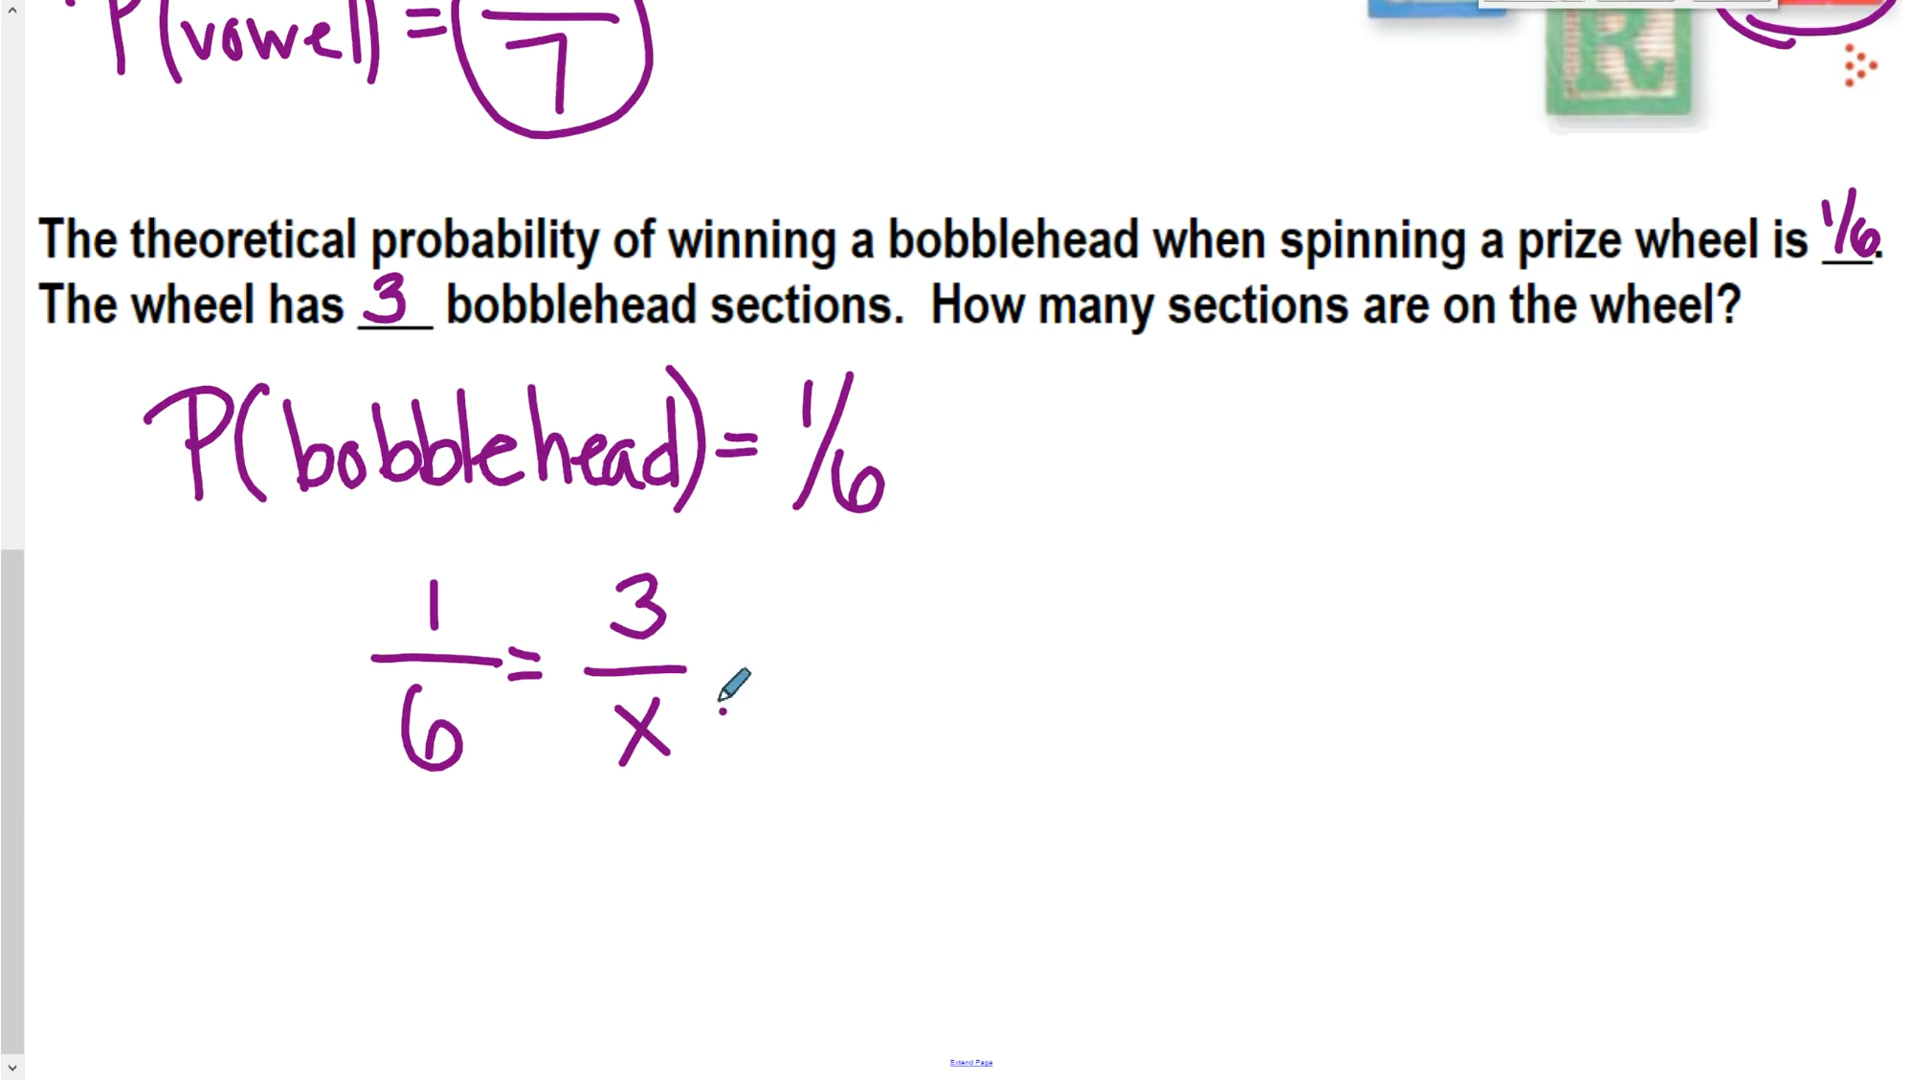 P(vowel) = /7
R
The theoretical probability of winning a bobblehead when spinning a prize wheel is 1/6.
The wheel has 3 bobblehead sections. How many sections are on the wheel?
P(bobblehead) = 1/6
1/6 = 3/x
Extend Page